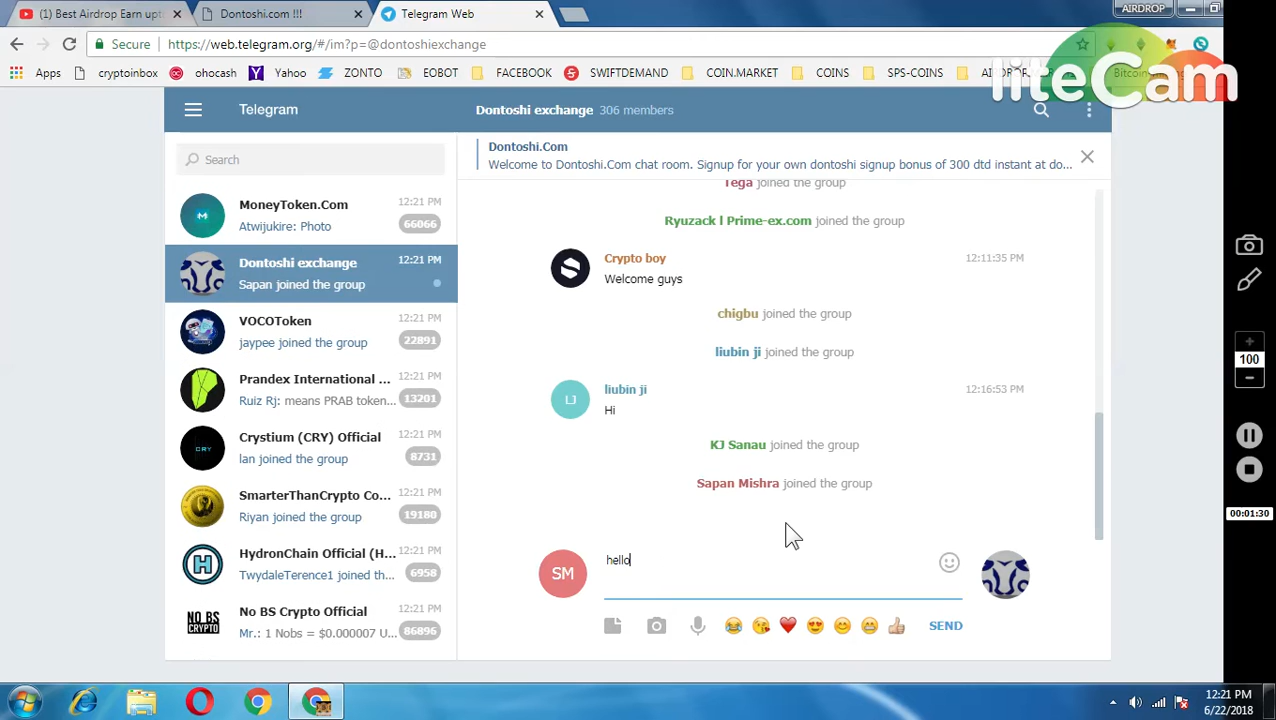 (1) Best Airdrop Earn upto
Dontoshi.com !!!
Telegram Web
AIRDROP
Secure
https://web.telegram.org/#/im?p=@dontoshiexchange
Apps
cryptoinbox
ohocash
Yahoo
EOBOT
FACEBOOK
SWIFTDEMAND
COIN.MARKET
COINS
SPS-COINS
liteCam
Telegram
Dontoshi exchange 306 members
Search
Dontoshi.Com
Welcome to Dontoshi.Com chat room. Signup for your own dontoshi signup bonus of 300 dtd instant at do...
MoneyToken.Com 12:21 PM
Atwijukire: Photo 66066
Dontoshi exchange 12:21 PM
Sapan joined the group
VOCOToken 12:21 PM
jaypee joined the group 22891
Prandex International ... 12:21 PM
Ruiz Rj: means PRAB token... 13201
CRY
Crystium (CRY) Official 12:21 PM
Ian joined the group 8731
SmarterThanCrypto Co... 12:21 PM
Riyan joined the group 19180
HydronChain Official (H... 12:21 PM
TwydaleTerence1 joined th... 6958
NO BS
CRYPTO
No BS Crypto Official 12:21 PM
Mr.: 1 Nobs = $0.000007 U... 86896
Tega joined the group
Ryuzack l Prime-ex.com joined the group
Crypto boy 12:11:35 PM
Welcome guys
chigbu joined the group
liubin ji joined the group
LJ
liubin ji 12:16:53 PM
Hi
KJ Sanau joined the group
Sapan Mishra joined the group
SM
hello
SEND
100
00:01:30
12:21 PM
6/22/2018